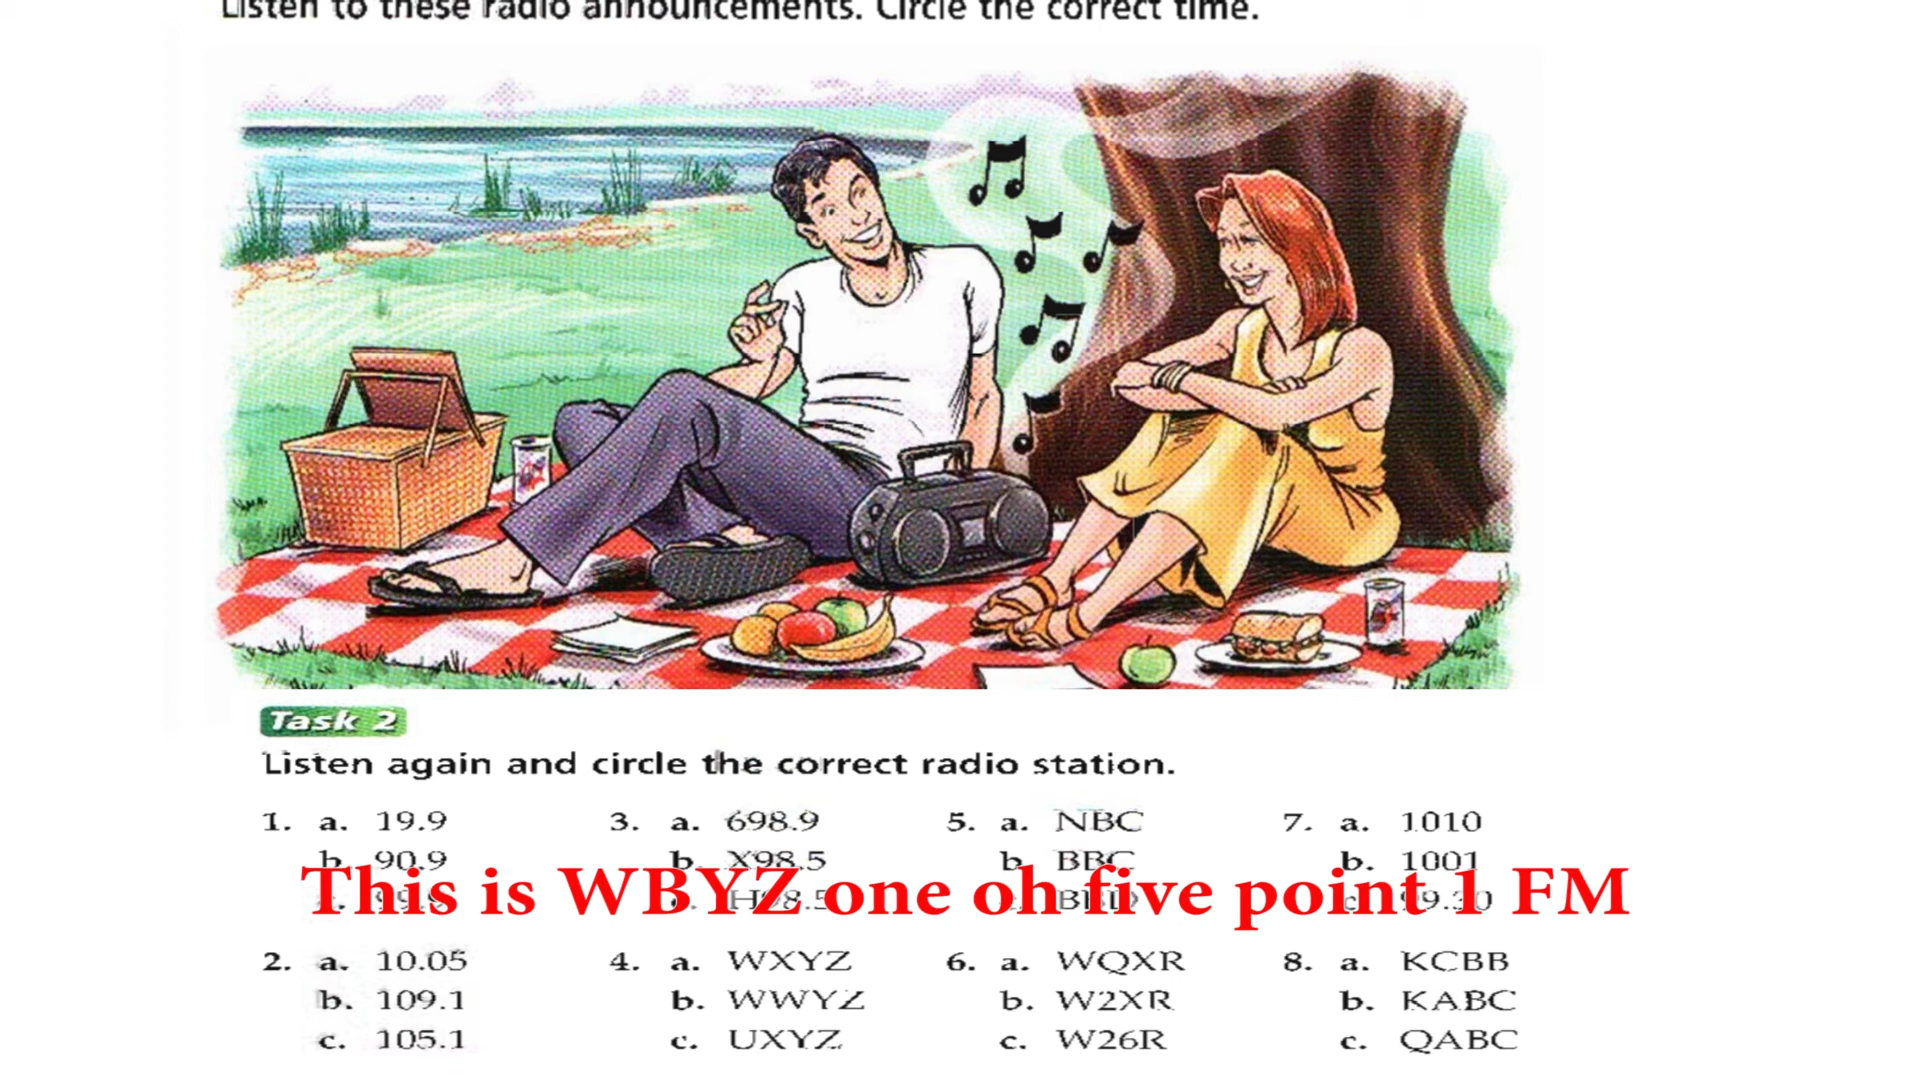 Listen to these radio announcements. Circle the correct time.
Task 2
Listen again and circle the correct radio station.
1. a. 19.9
b. 90.9
2. a. 10.05
b. 109.1
c. 105.1
3. a. 698.9
b. X98.5
c. H98.5
4. a. WXYZ
b. WWYZ
c. UXYZ
5. a. NBC
b. BBC
6. a. WQXR
b. W2XR
c. W26R
7. a. 1010
b. 1001
8. a. KCBB
b. KABC
c. QABC
This is WBYZ one oh five point 1 FM